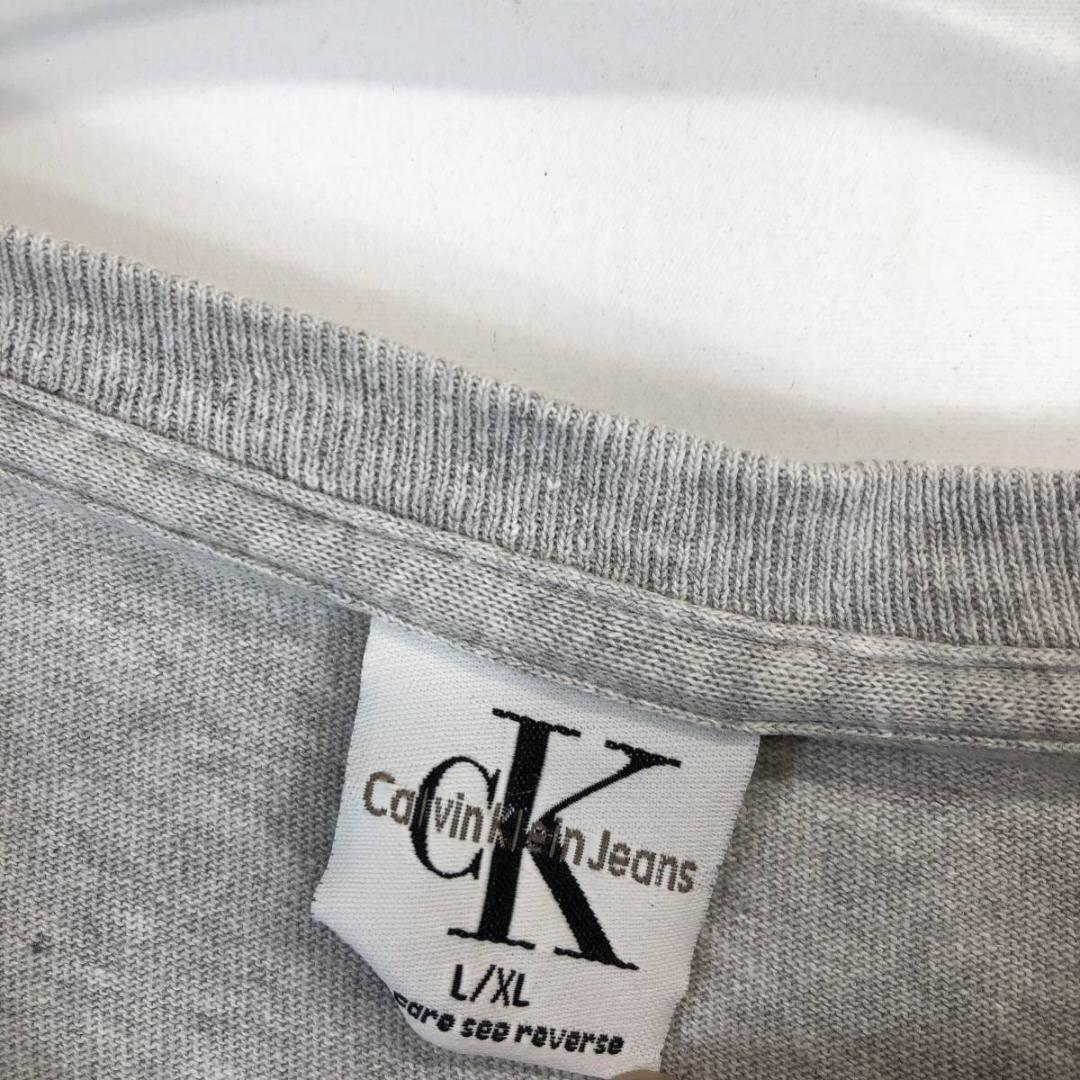 CK
Calvin Klein Jeans
L/XL
care see reverse